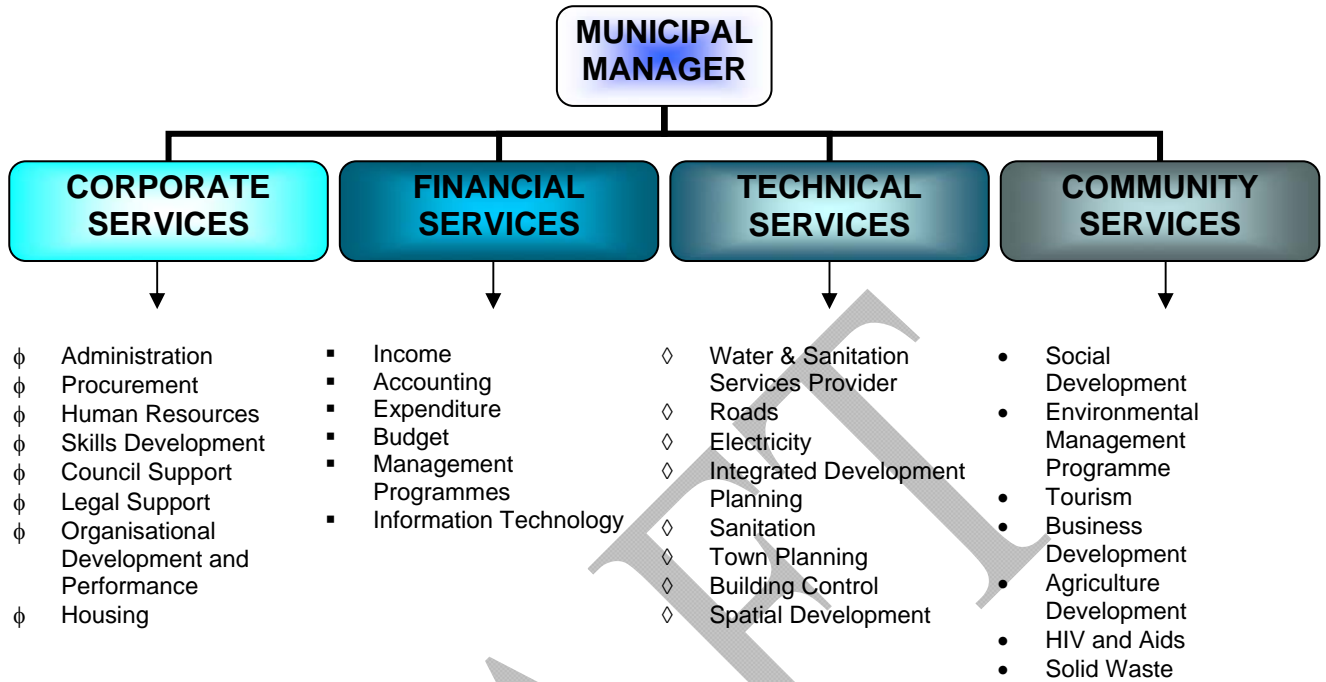 MUNICIPAL
MANAGER
CORPORATE
SERVICES
FINANCIAL
SERVICES
TECHNICAL
SERVICES
COMMUNITY
SERVICES
ϕ Administration
ϕ Procurement
ϕ Human Resources
ϕ Skills Development
ϕ Council Support
ϕ Legal Support
ϕ Organisational
Development and
Performance
ϕ Housing
▪ Income
▪ Accounting
▪ Expenditure
▪ Budget
▪ Management
Programmes
▪ Information Technology
◊ Water & Sanitation
Services Provider
◊ Roads
◊ Electricity
◊ Integrated Development
Planning
◊ Sanitation
◊ Town Planning
◊ Building Control
◊ Spatial Development
• Social
Development
• Environmental
Management
Programme
• Tourism
• Business
Development
• Agriculture
Development
• HIV and Aids
• Solid Waste